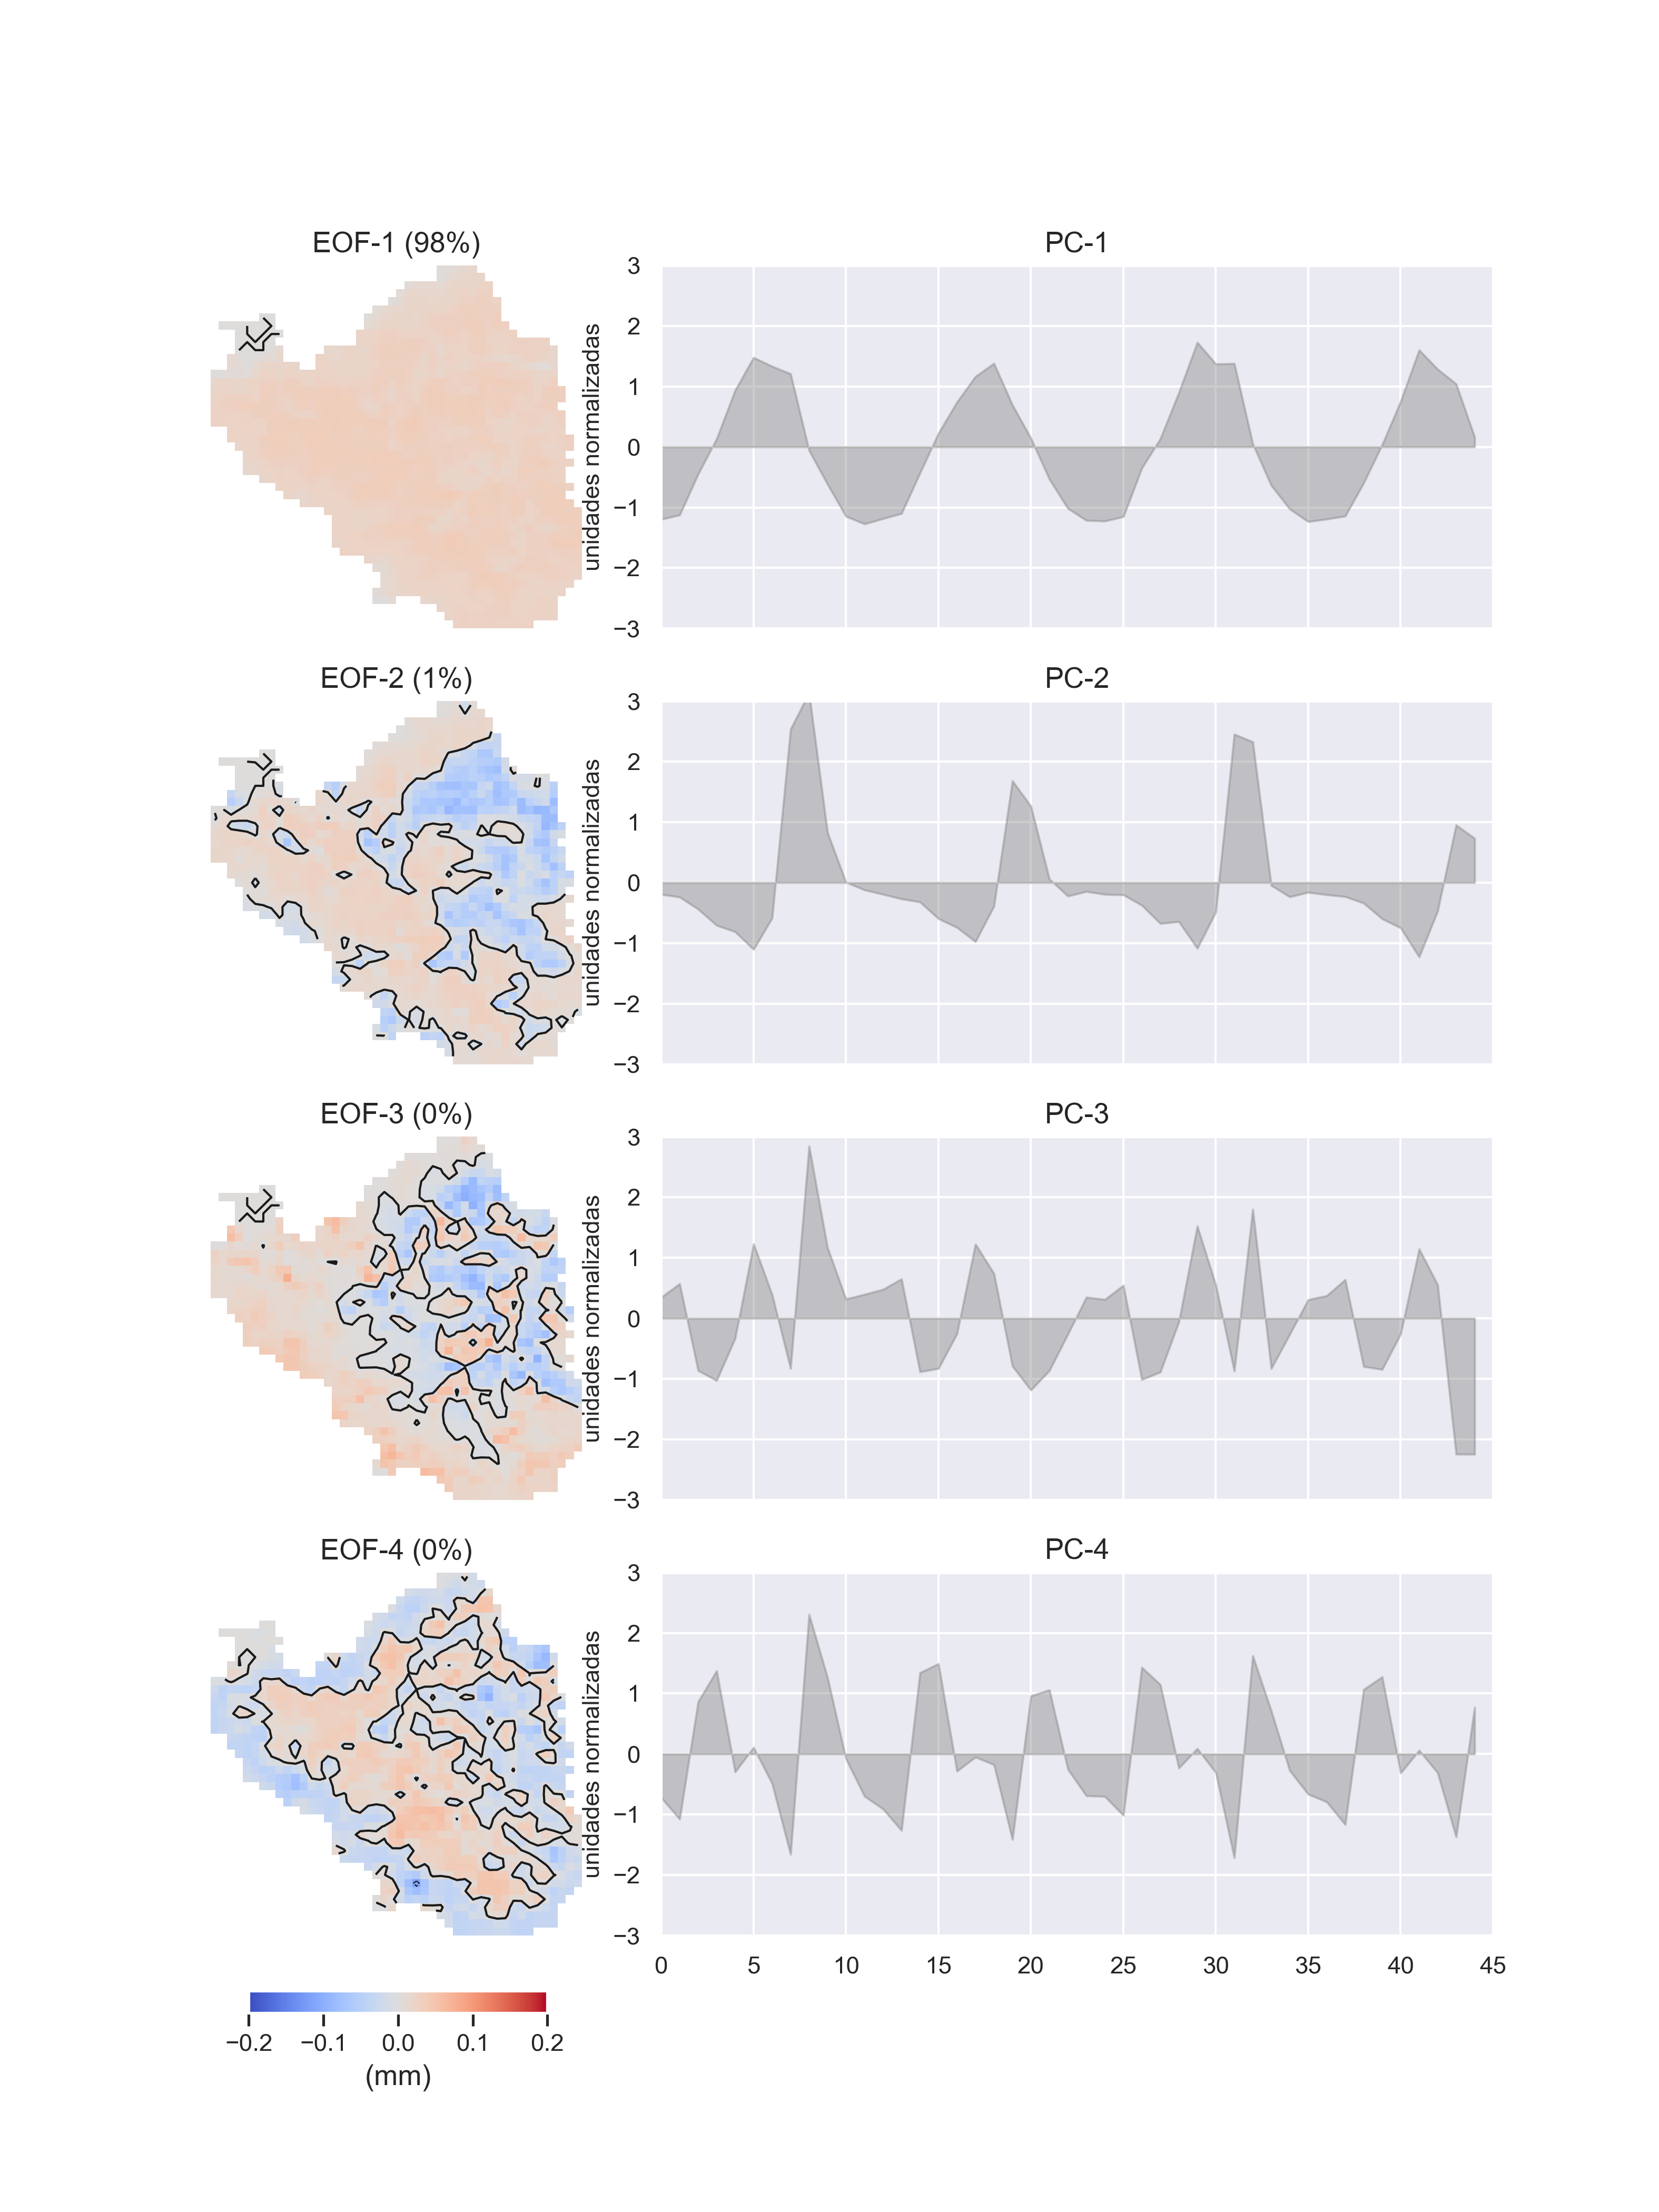 EOF-1 (98%)
PC-1
unidades normalizadas
3
2
1
0
−1
−2
−3
EOF-2 (1%)
PC-2
unidades normalizadas
3
2
1
0
−1
−2
−3
EOF-3 (0%)
PC-3
unidades normalizadas
3
2
1
0
−1
−2
−3
EOF-4 (0%)
PC-4
unidades normalizadas
3
2
1
0
−1
−2
−3
0 5 10 15 20 25 30 35 40 45
−0.2 −0.1 0.0 0.1 0.2
(mm)